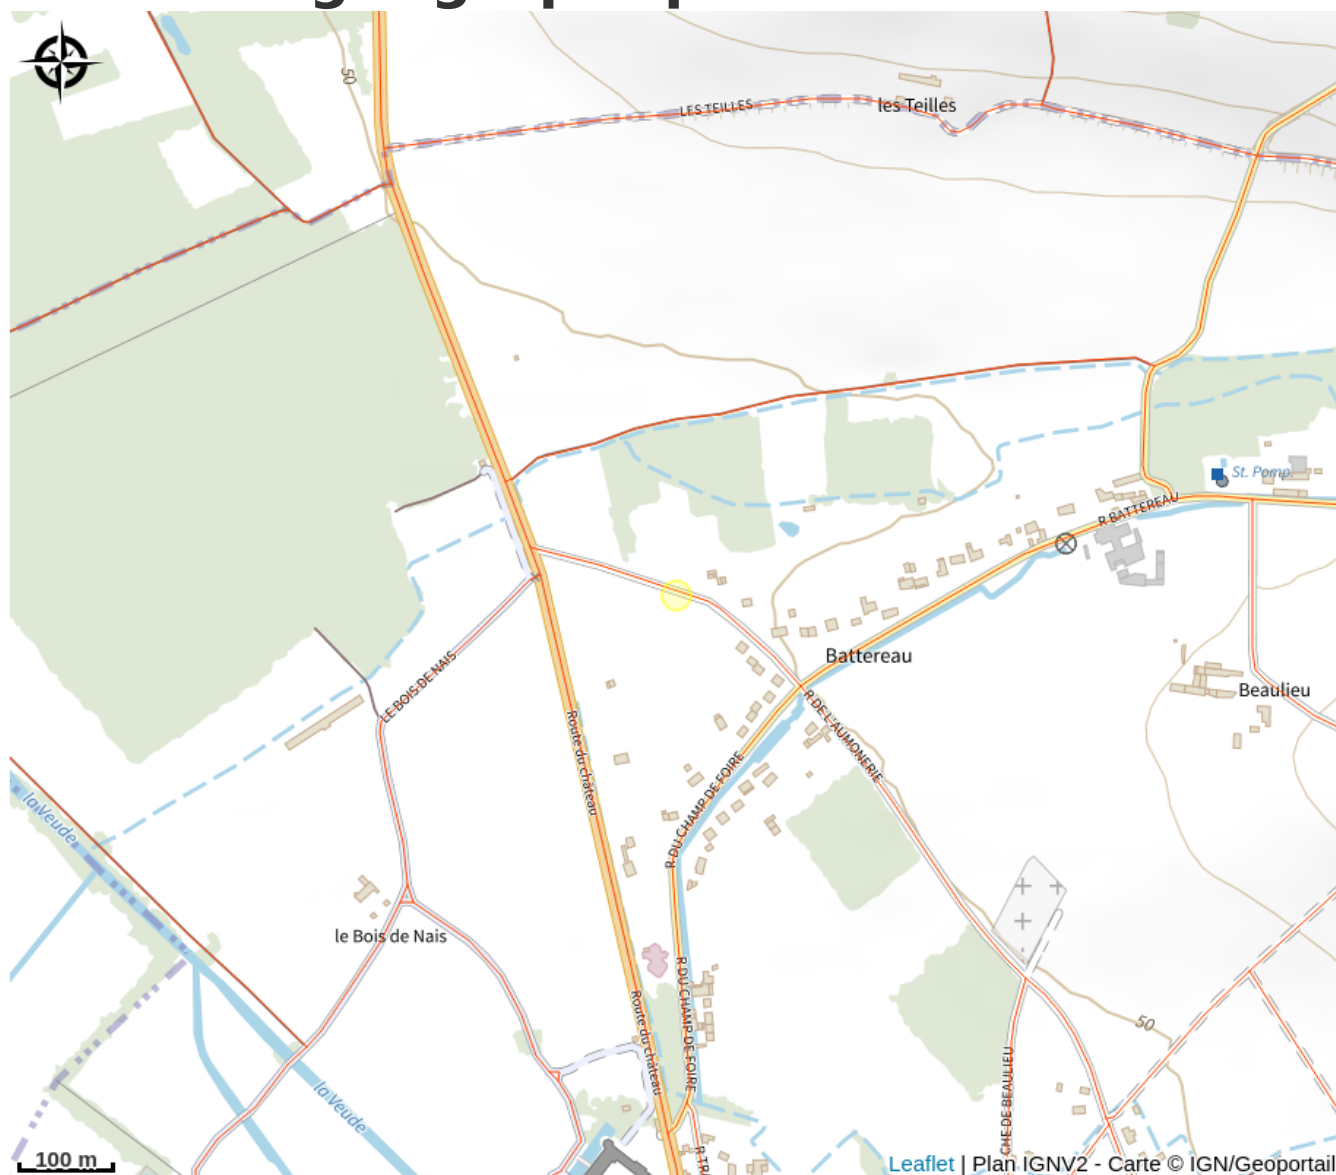 50
LES TEILLES
les Teilles
St. Pomp.
R BATTEREAU
Battereau
LE BOIS DE NAIS
Beaulieu
R DE L'AUMONERIE
Route du château
R DU CHAMP DE FOIRE
la Veude
le Bois de Nais
R DU CHAMP DE FOIRE
Route du château
50
CHE DE BEAULIEU
la Veude
100 m
Leaflet | Plan IGNV2 - Carte © IGN/Geoportail